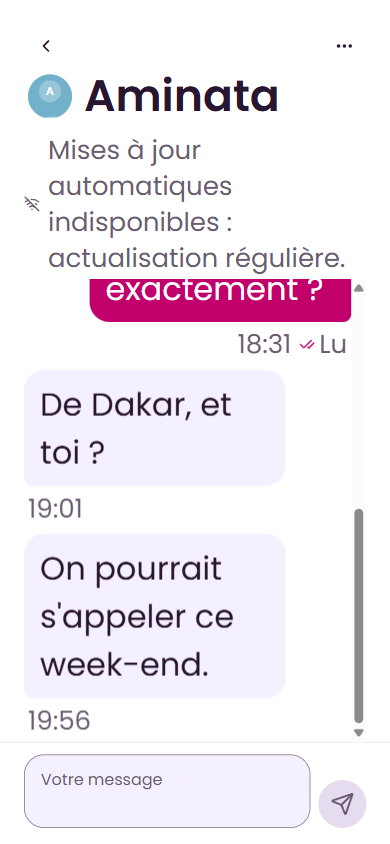 A
Aminata
Mises à jour
automatiques
indisponibles :
actualisation régulière.
exactement ?
18:31 Lu
De Dakar, et
toi ?
19:01
On pourrait
s'appeler ce
week-end.
19:56
Votre message